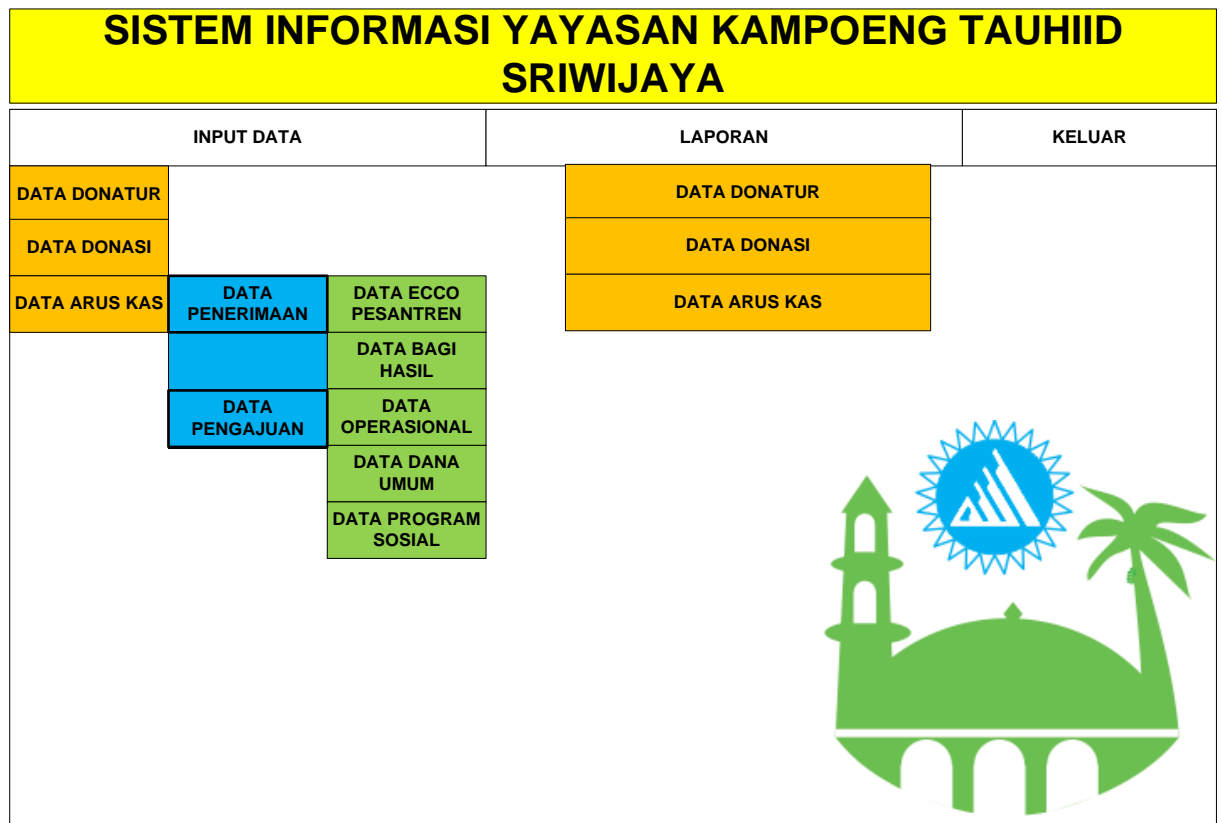 SISTEM INFORMASI YAYASAN KAMPOENG TAUHIID
SRIWIJAYA
INPUT DATA
LAPORAN
KELUAR
DATA DONATUR
DATA DONATUR
DATA DONASI
DATA DONASI
DATA ARUS KAS
DATA
PENERIMAAN
DATA ECCO
PESANTREN
DATA ARUS KAS
DATA BAGI
HASIL
DATA
PENGAJUAN
DATA
OPERASIONAL
DATA DANA
UMUM
DATA PROGRAM
SOSIAL